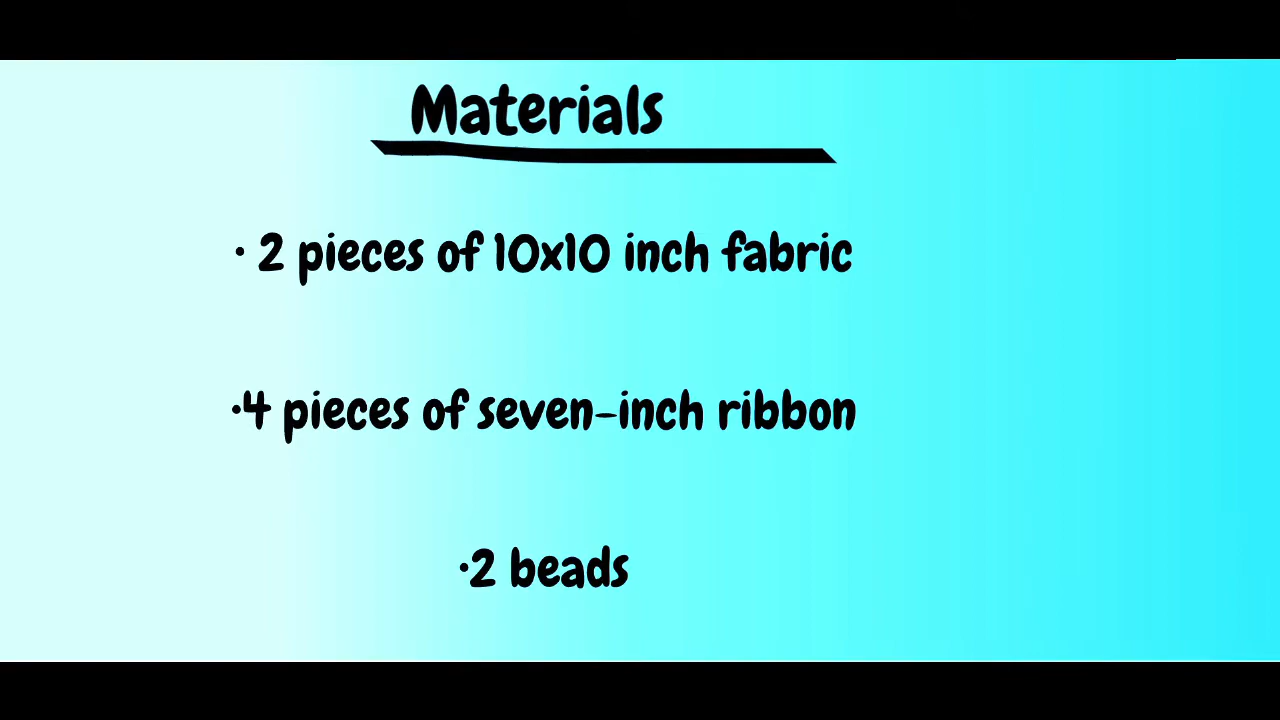 Materials
· 2 pieces of 10x10 inch fabric
·4 pieces of seven-inch ribbon
·2 beads